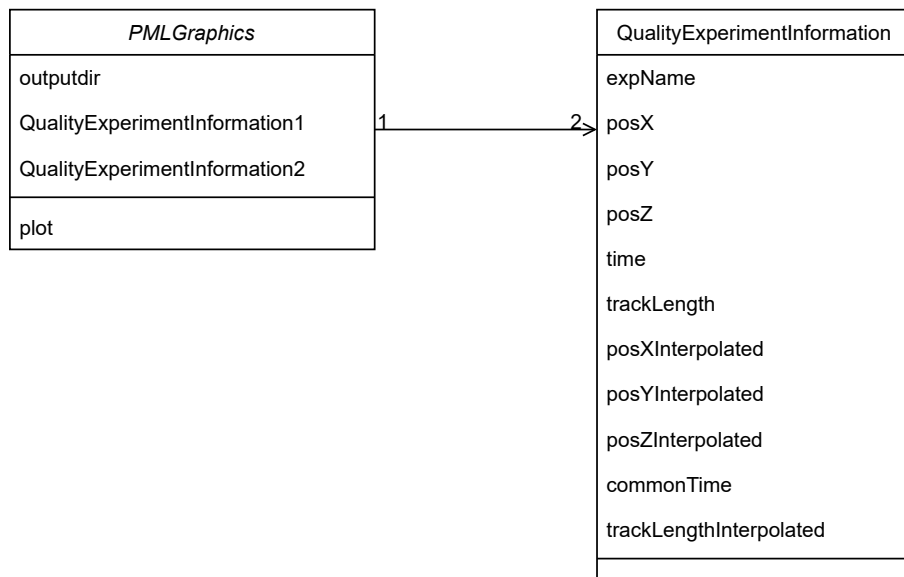 PMLGraphics
outputdir
QualityExperimentInformation1
QualityExperimentInformation2
plot
1
2
QualityExperimentInformation
expName
posX
posY
posZ
time
trackLength
posXInterpolated
posYInterpolated
posZInterpolated
commonTime
trackLengthInterpolated